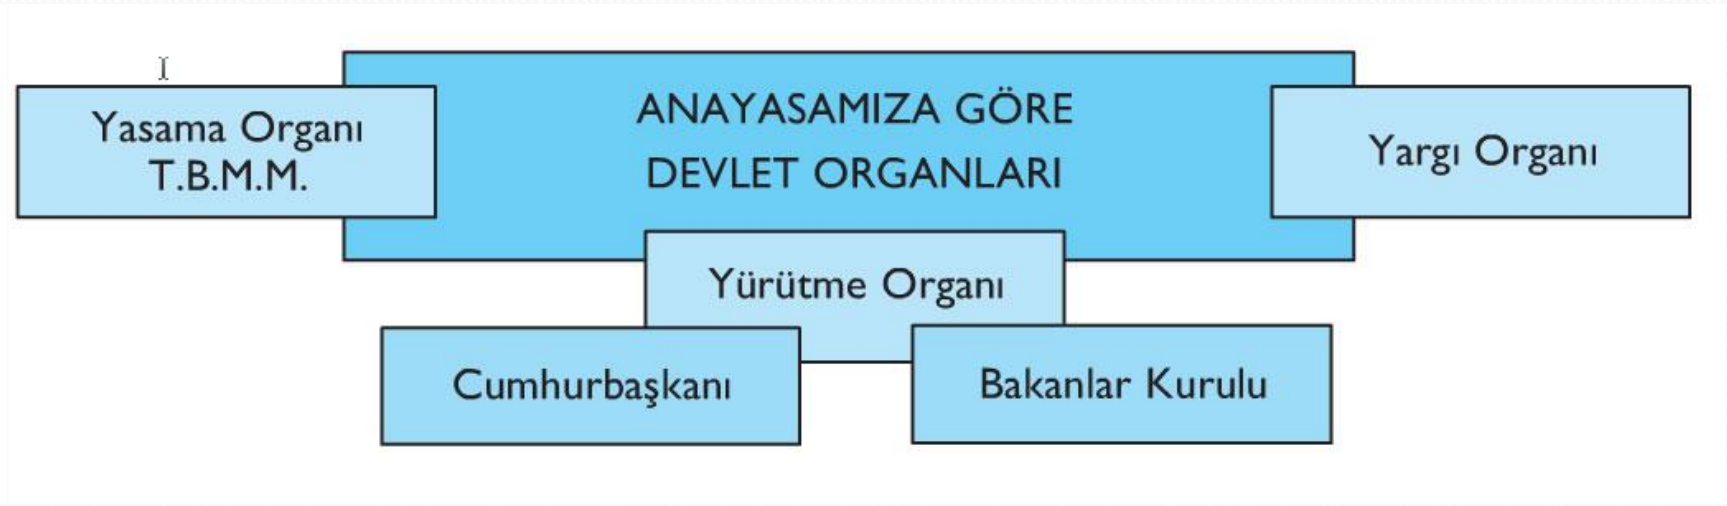 ANAYASAMIZA GÖRE
DEVLET ORGANLARI
Yasama Organı
T.B.M.M.
Yargı Organı
Yürütme Organı
Cumhurbaşkanı
Bakanlar Kurulu